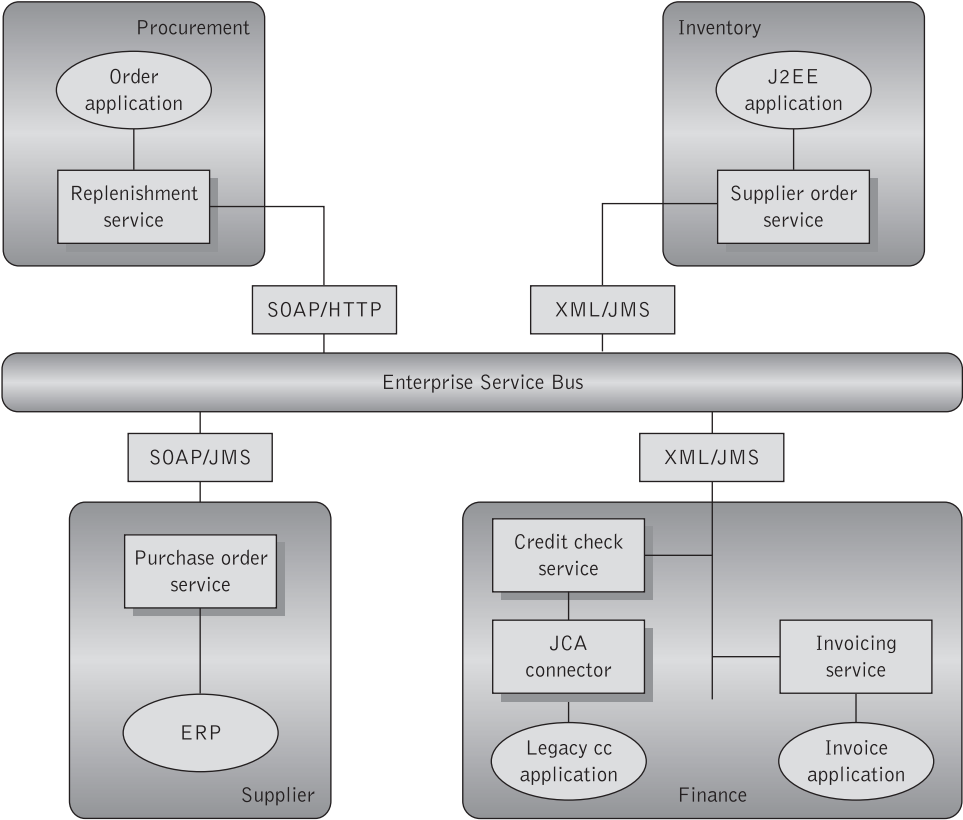 Procurement
Order
application
Replenishment
service
Inventory
J2EE
application
Supplier order
service
SOAP/HTTP
XML/JMS
Enterprise Service Bus
SOAP/JMS
XML/JMS
Purchase order
service
ERP
Supplier
Credit check
service
JCA
connector
Legacy cc
application
Invoicing
service
Invoice
application
Finance